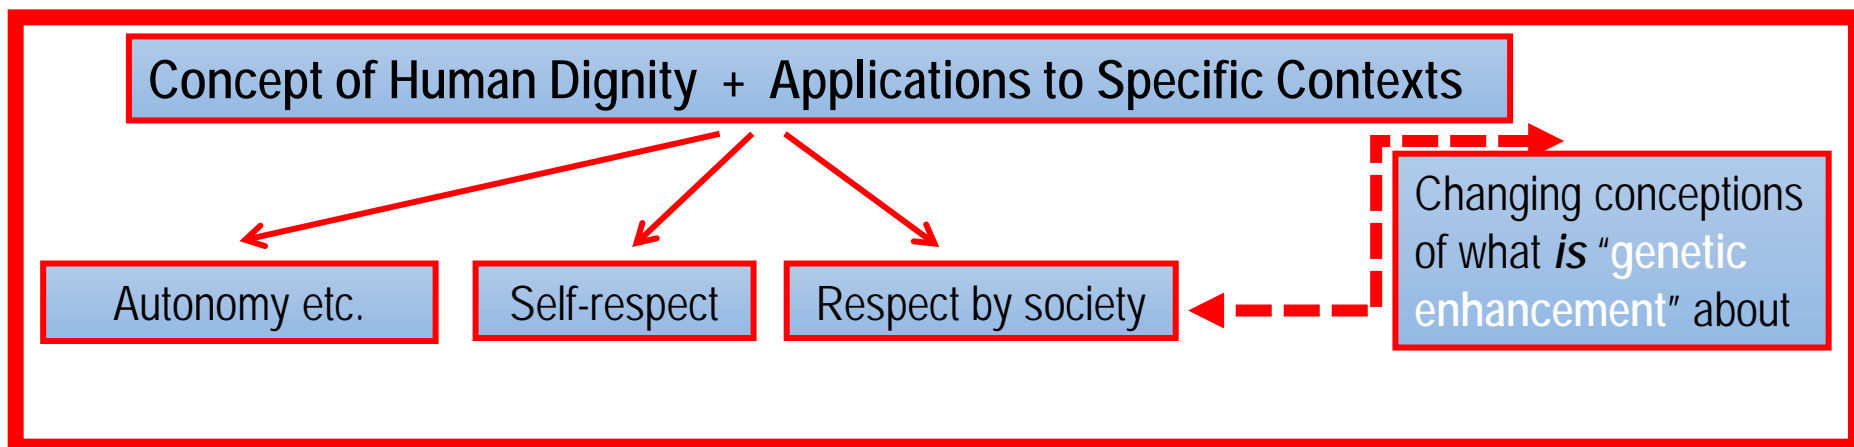 Concept of Human Dignity + Applications to Specific Contexts
Autonomy etc.
Self-respect
Respect by society
Changing conceptions
of what is “genetic
enhancement” about